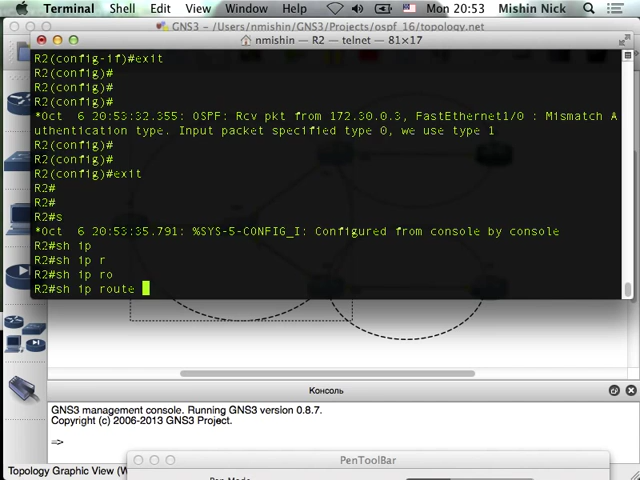 Terminal Shell Edit View Window Help Mon 20:53 Mishin Nick
GNS3 – /Users/nmishin/GNS3/Projects/ospf_16/topology.net
nmishin — R2 — telnet — 81×17
R2(config-if)#exit
R2(config)#
R2(config)#
R2(config)#
*Oct 6 20:53:32.355: OSPF: Rcv pkt from 172.30.0.3, FastEthernet1/0 : Mismatch A
uthentication type. Input packet specified type 0, we use type 1
R2(config)#
R2(config)#
R2(config)#exit
R2#
R2#
R2#s
*Oct 6 20:53:35.791: %SYS-5-CONFIG_I: Configured from console by console
R2#sh ip
R2#sh ip r
R2#sh ip ro
R2#sh ip route
Консоль
GNS3 management console. Running GNS3 version 0.8.7.
Copyright (c) 2006-2013 GNS3 Project.
=>
PenToolBar
Topology Graphic View (W